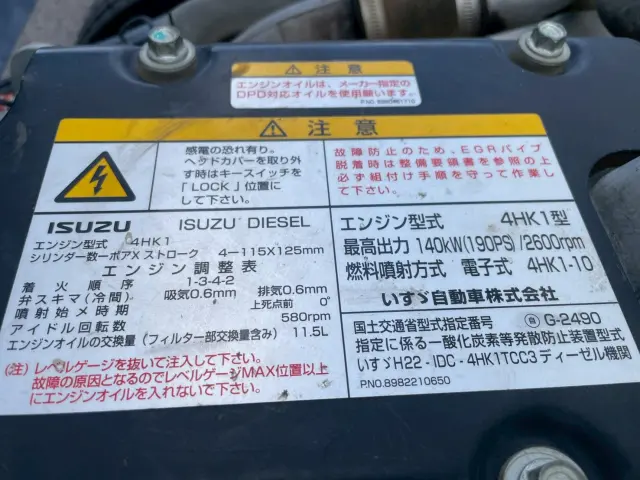 注意
エンジンオイルは、メーカー指定の
DPD対応オイルを使用願います。
注意
感電の恐れ有り。
ヘッドカバーを取り外
す時はキースイッチを
「LOCK」位置に
して下さい。
故障防止のため、EGRパイプ
脱着時は整備要領書を参照の上
必ず組付け手順を守って作業し
て下さい。
ISUZU ISUZU DIESEL
エンジン型式 4HK1
シリンダ数ーボアXストローク 4-115X125mm
エンジン調整表
着火順序 1-3-4-2
弁スキマ(冷間) 吸気0.6mm 排気0.6mm
噴射始メ時期 上死点前 0°
アイドル回転数 580rpm
エンジンオイルの交換量(フィルター部交換量含み) 11.5L
(注)レベルゲージを抜いて注入して下さい。
故障の原因となるのでレベルゲージMAX位置以上
にエンジンオイルを入れないで下さい。
エンジン型式 4HK1型
最高出力 140kW(190PS)/2600rpm
燃料噴射方式 電子式 4HK1-10
いすゞ自動車株式会社
国土交通省型式指定番号 G-2490
指定に係る一酸化炭素等発散防止装置型式
いすゞH22-IDC-4HK1TCC3ディーゼル機関
P.NO.8982210650